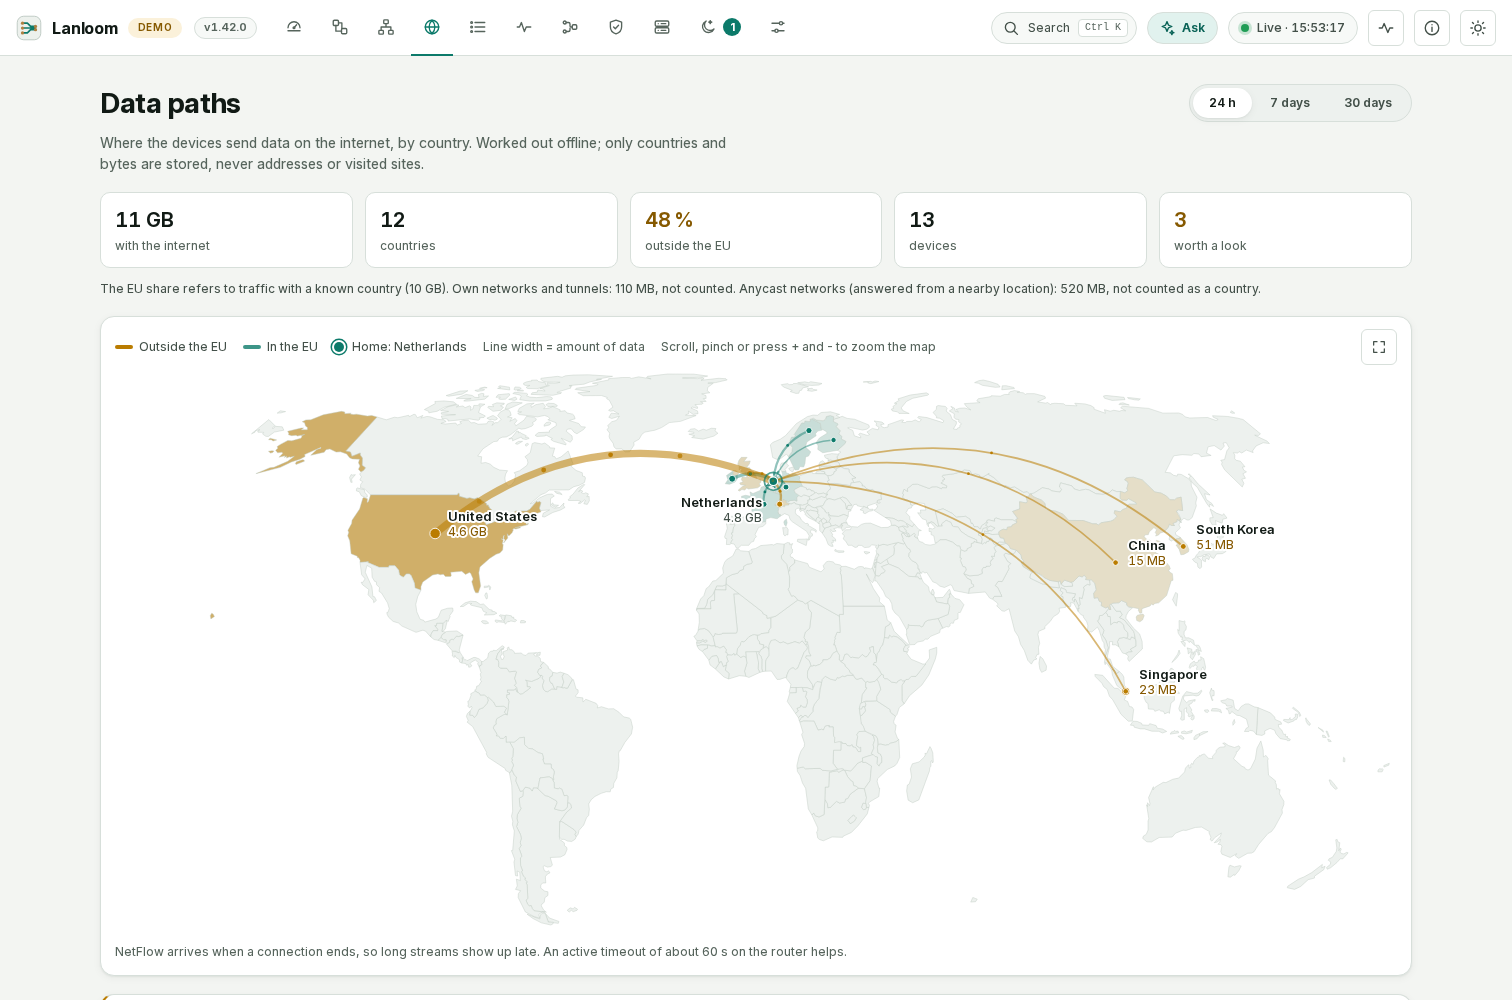 Lanloom DEMO v1.42.0 1 Search Ctrl K Ask Live · 15:53:17
Data paths
24 h 7 days 30 days
Where the devices send data on the internet, by country. Worked out offline; only countries and
bytes are stored, never addresses or visited sites.
11 GB
with the internet
12
countries
48 %
outside the EU
13
devices
3
worth a look
The EU share refers to traffic with a known country (10 GB). Own networks and tunnels: 110 MB, not counted. Anycast networks (answered from a nearby location): 520 MB, not counted as a country.
Outside the EU In the EU Home: Netherlands Line width = amount of data Scroll, pinch or press + and - to zoom the map
Netherlands
4.8 GB
United States
4.6 GB
South Korea
51 MB
China
15 MB
Singapore
23 MB
NetFlow arrives when a connection ends, so long streams show up late. An active timeout of about 60 s on the router helps.